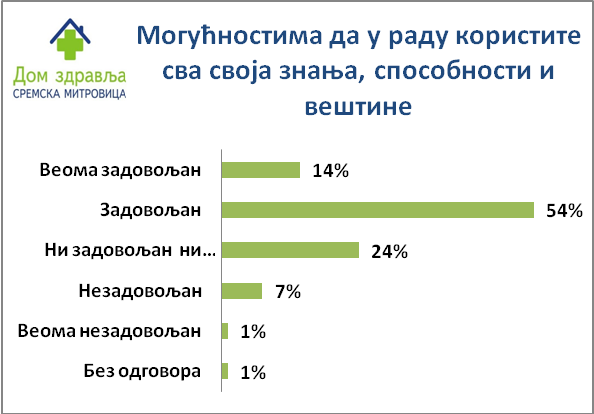 Дом здравља
СРЕМСКА МИТРОВИЦА
Могућностима да у раду користите
сва своја знања, способности и
вештине
Веома задовољан 14%
Задовољан 54%
Ни задовољан ни... 24%
Незадовољан 7%
Веома незадовољан 1%
Без одговора 1%